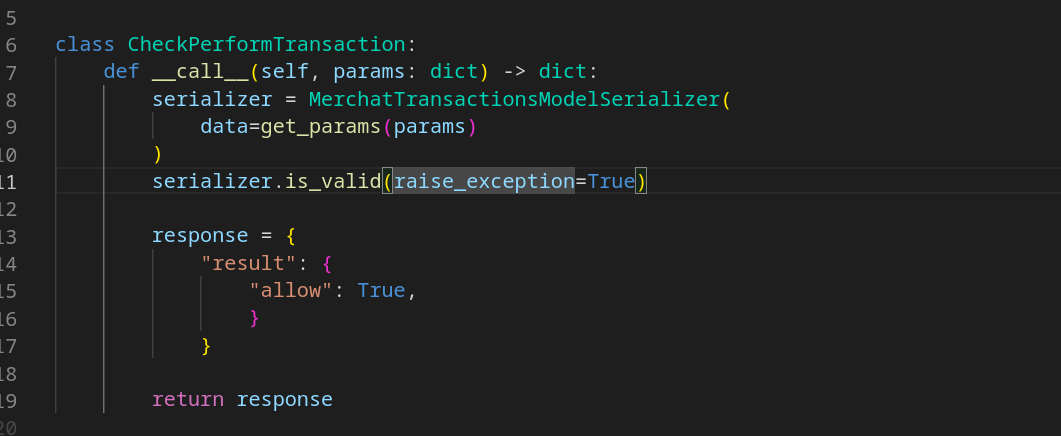 5
6 class CheckPerformTransaction:
7 def __call__(self, params: dict) -> dict:
8 serializer = MerchatTransactionsModelSerializer(
9 data=get_params(params)
10 )
11 serializer.is_valid(raise_exception=True)
12
13 response = {
14 "result": {
15 "allow": True,
16 }
17 }
18
19 return response
20